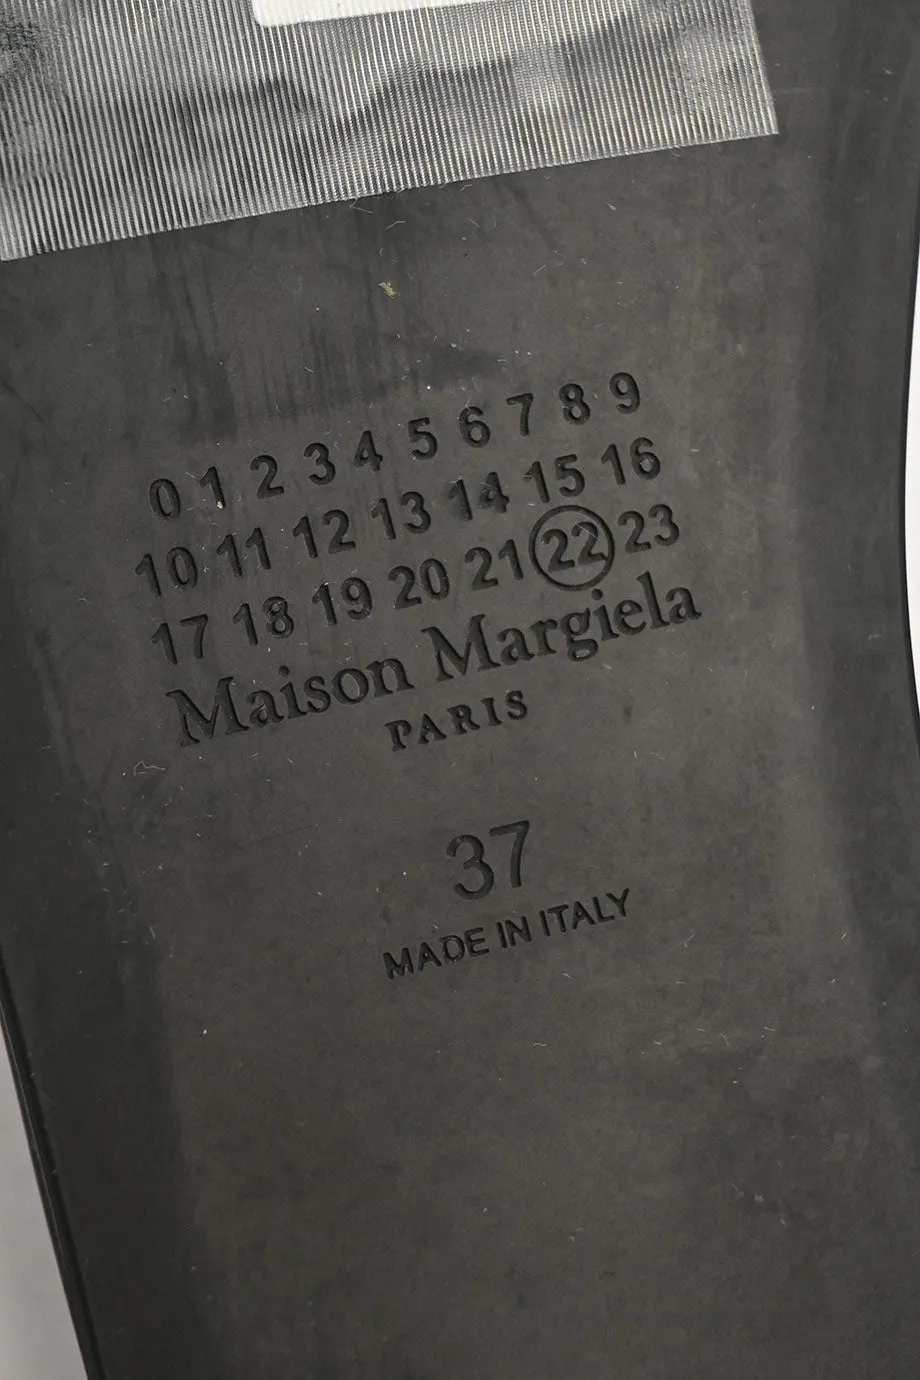 0 1 2 3 4 5 6 7 8 9
10 11 12 13 14 15 16
17 18 19 20 21 22 23
Maison Margiela
PARIS
37
MADE IN ITALY